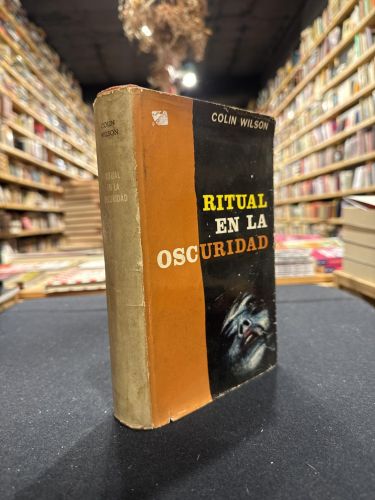 COLIN WILSON
RITUAL
EN LA
OSCURIDAD
COLIN
WILSON
RITUAL
EN LA
OSCURIDAD